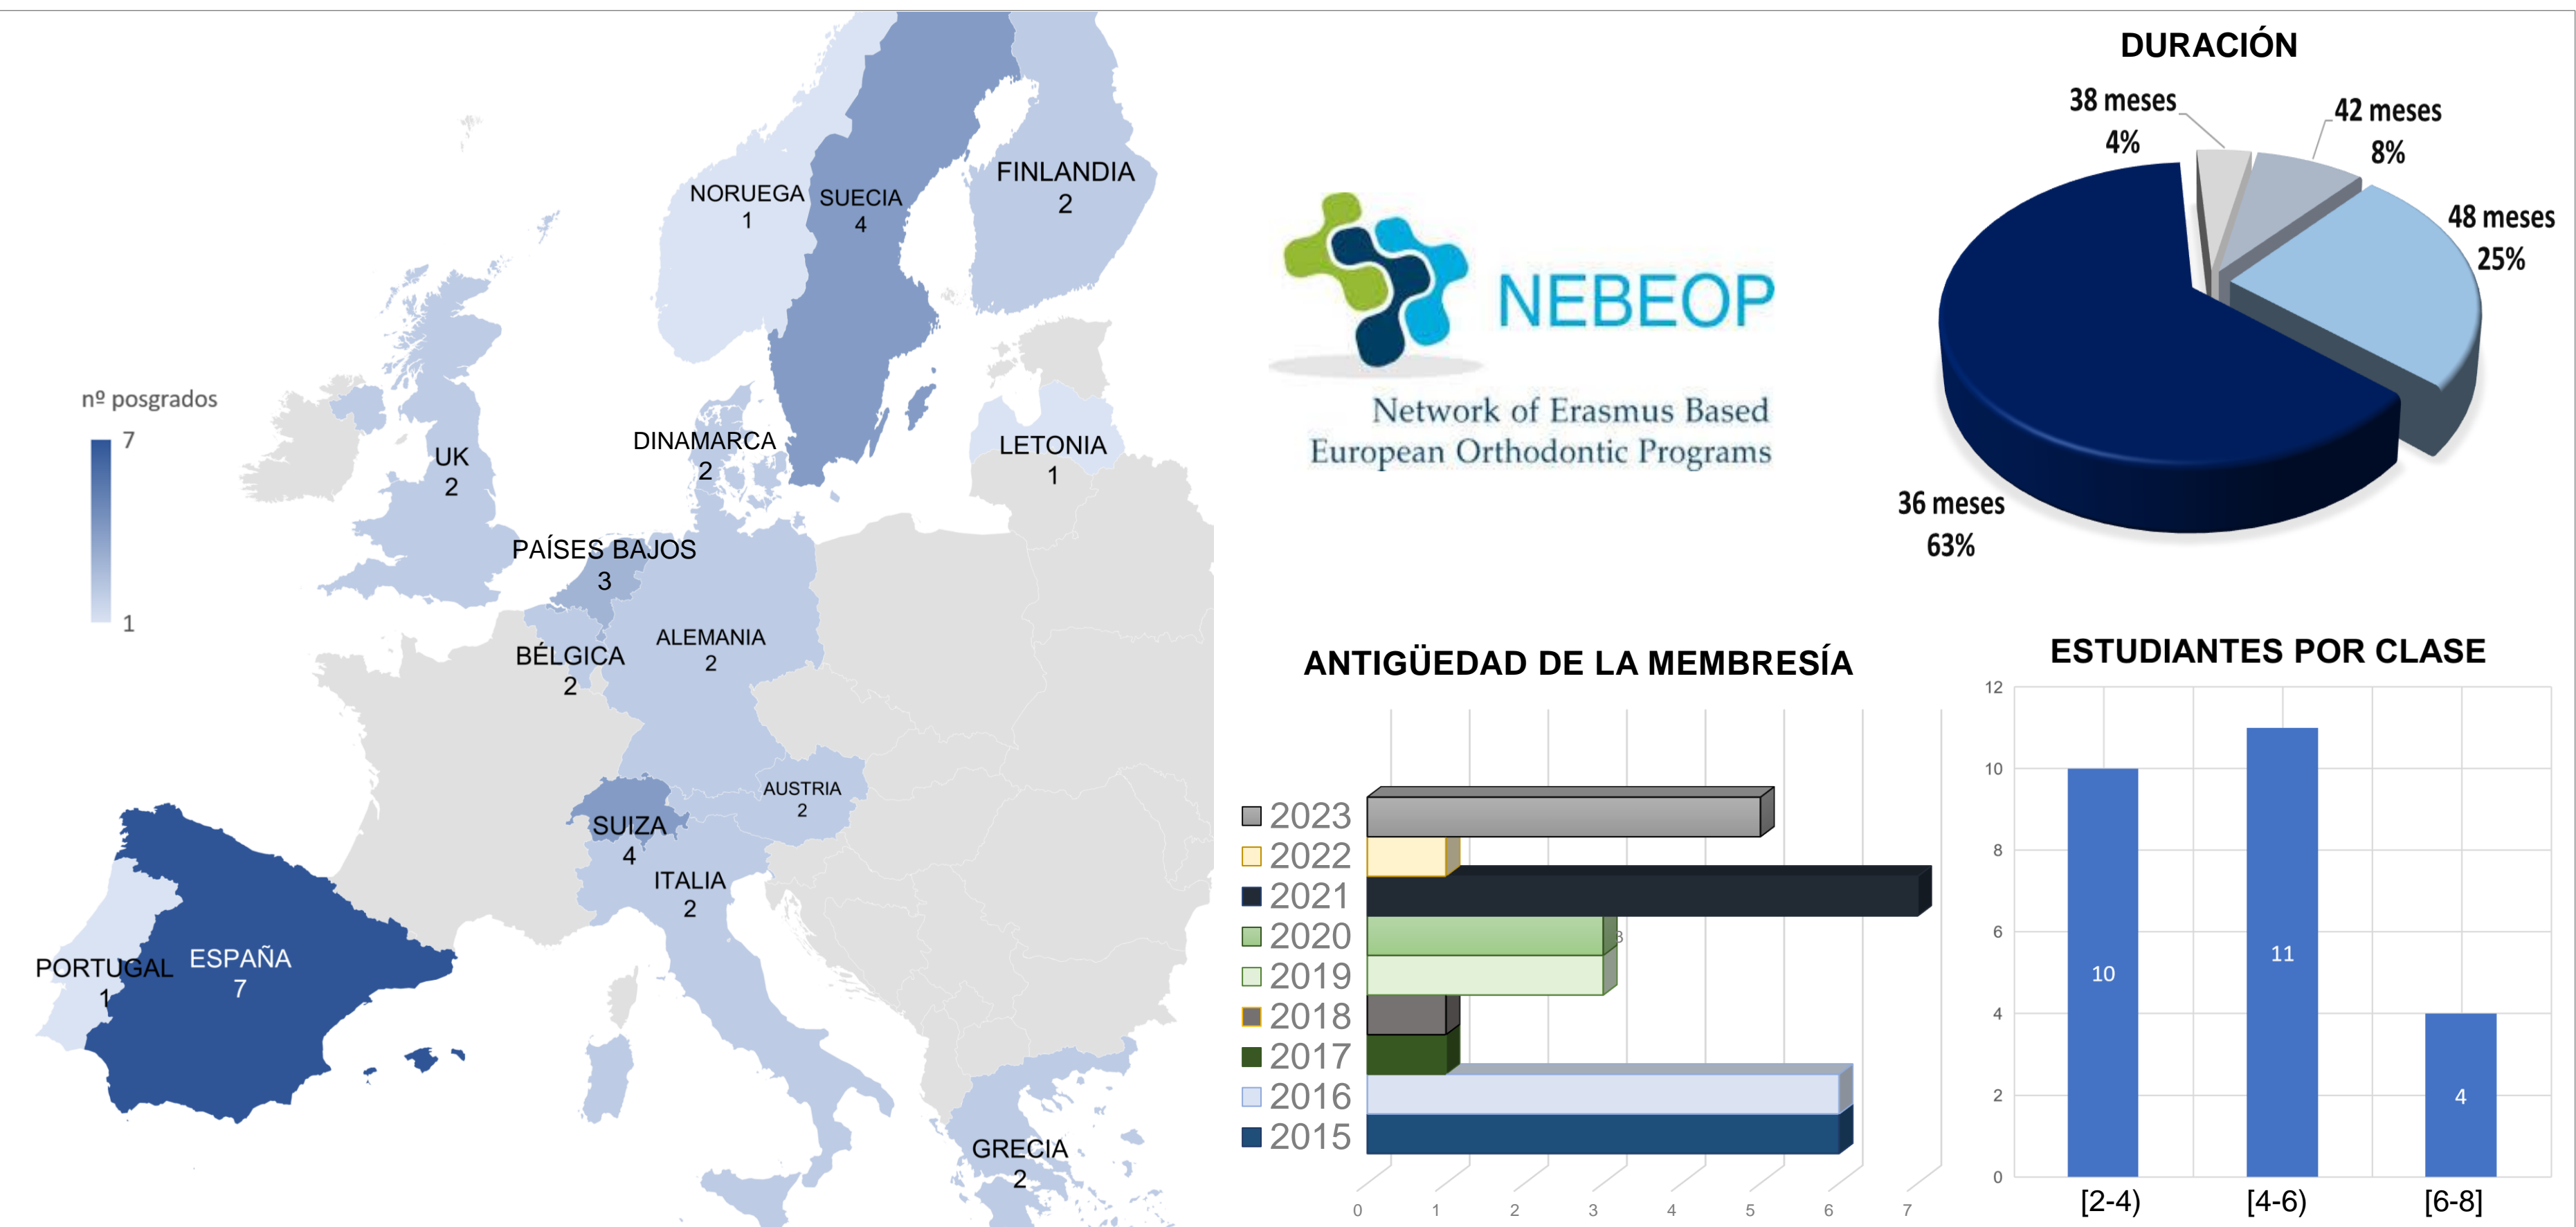 NORUEGA
1
SUECIA
4
FINLANDIA
2
nº posgrados
7
1
UK
2
DINAMARCA
2
LETONIA
1
PAÍSES BAJOS
3
BÉLGICA
2
ALEMANIA
2
AUSTRIA
2
SUIZA
4
ITALIA
2
PORTUGAL
1
ESPAÑA
7
GRECIA
2
NEBEOP
Network of Erasmus Based
European Orthodontic Programs
DURACIÓN
38 meses
4%
42 meses
8%
48 meses
25%
36 meses
63%
ANTIGÜEDAD DE LA MEMBRESÍA
2023
2022
2021
2020
3
2019
2018
2017
2016
2015
0 1 2 3 4 5 6 7
ESTUDIANTES POR CLASE
12
10
8
6
4
2
0
10
11
4
[2-4) [4-6) [6-8]